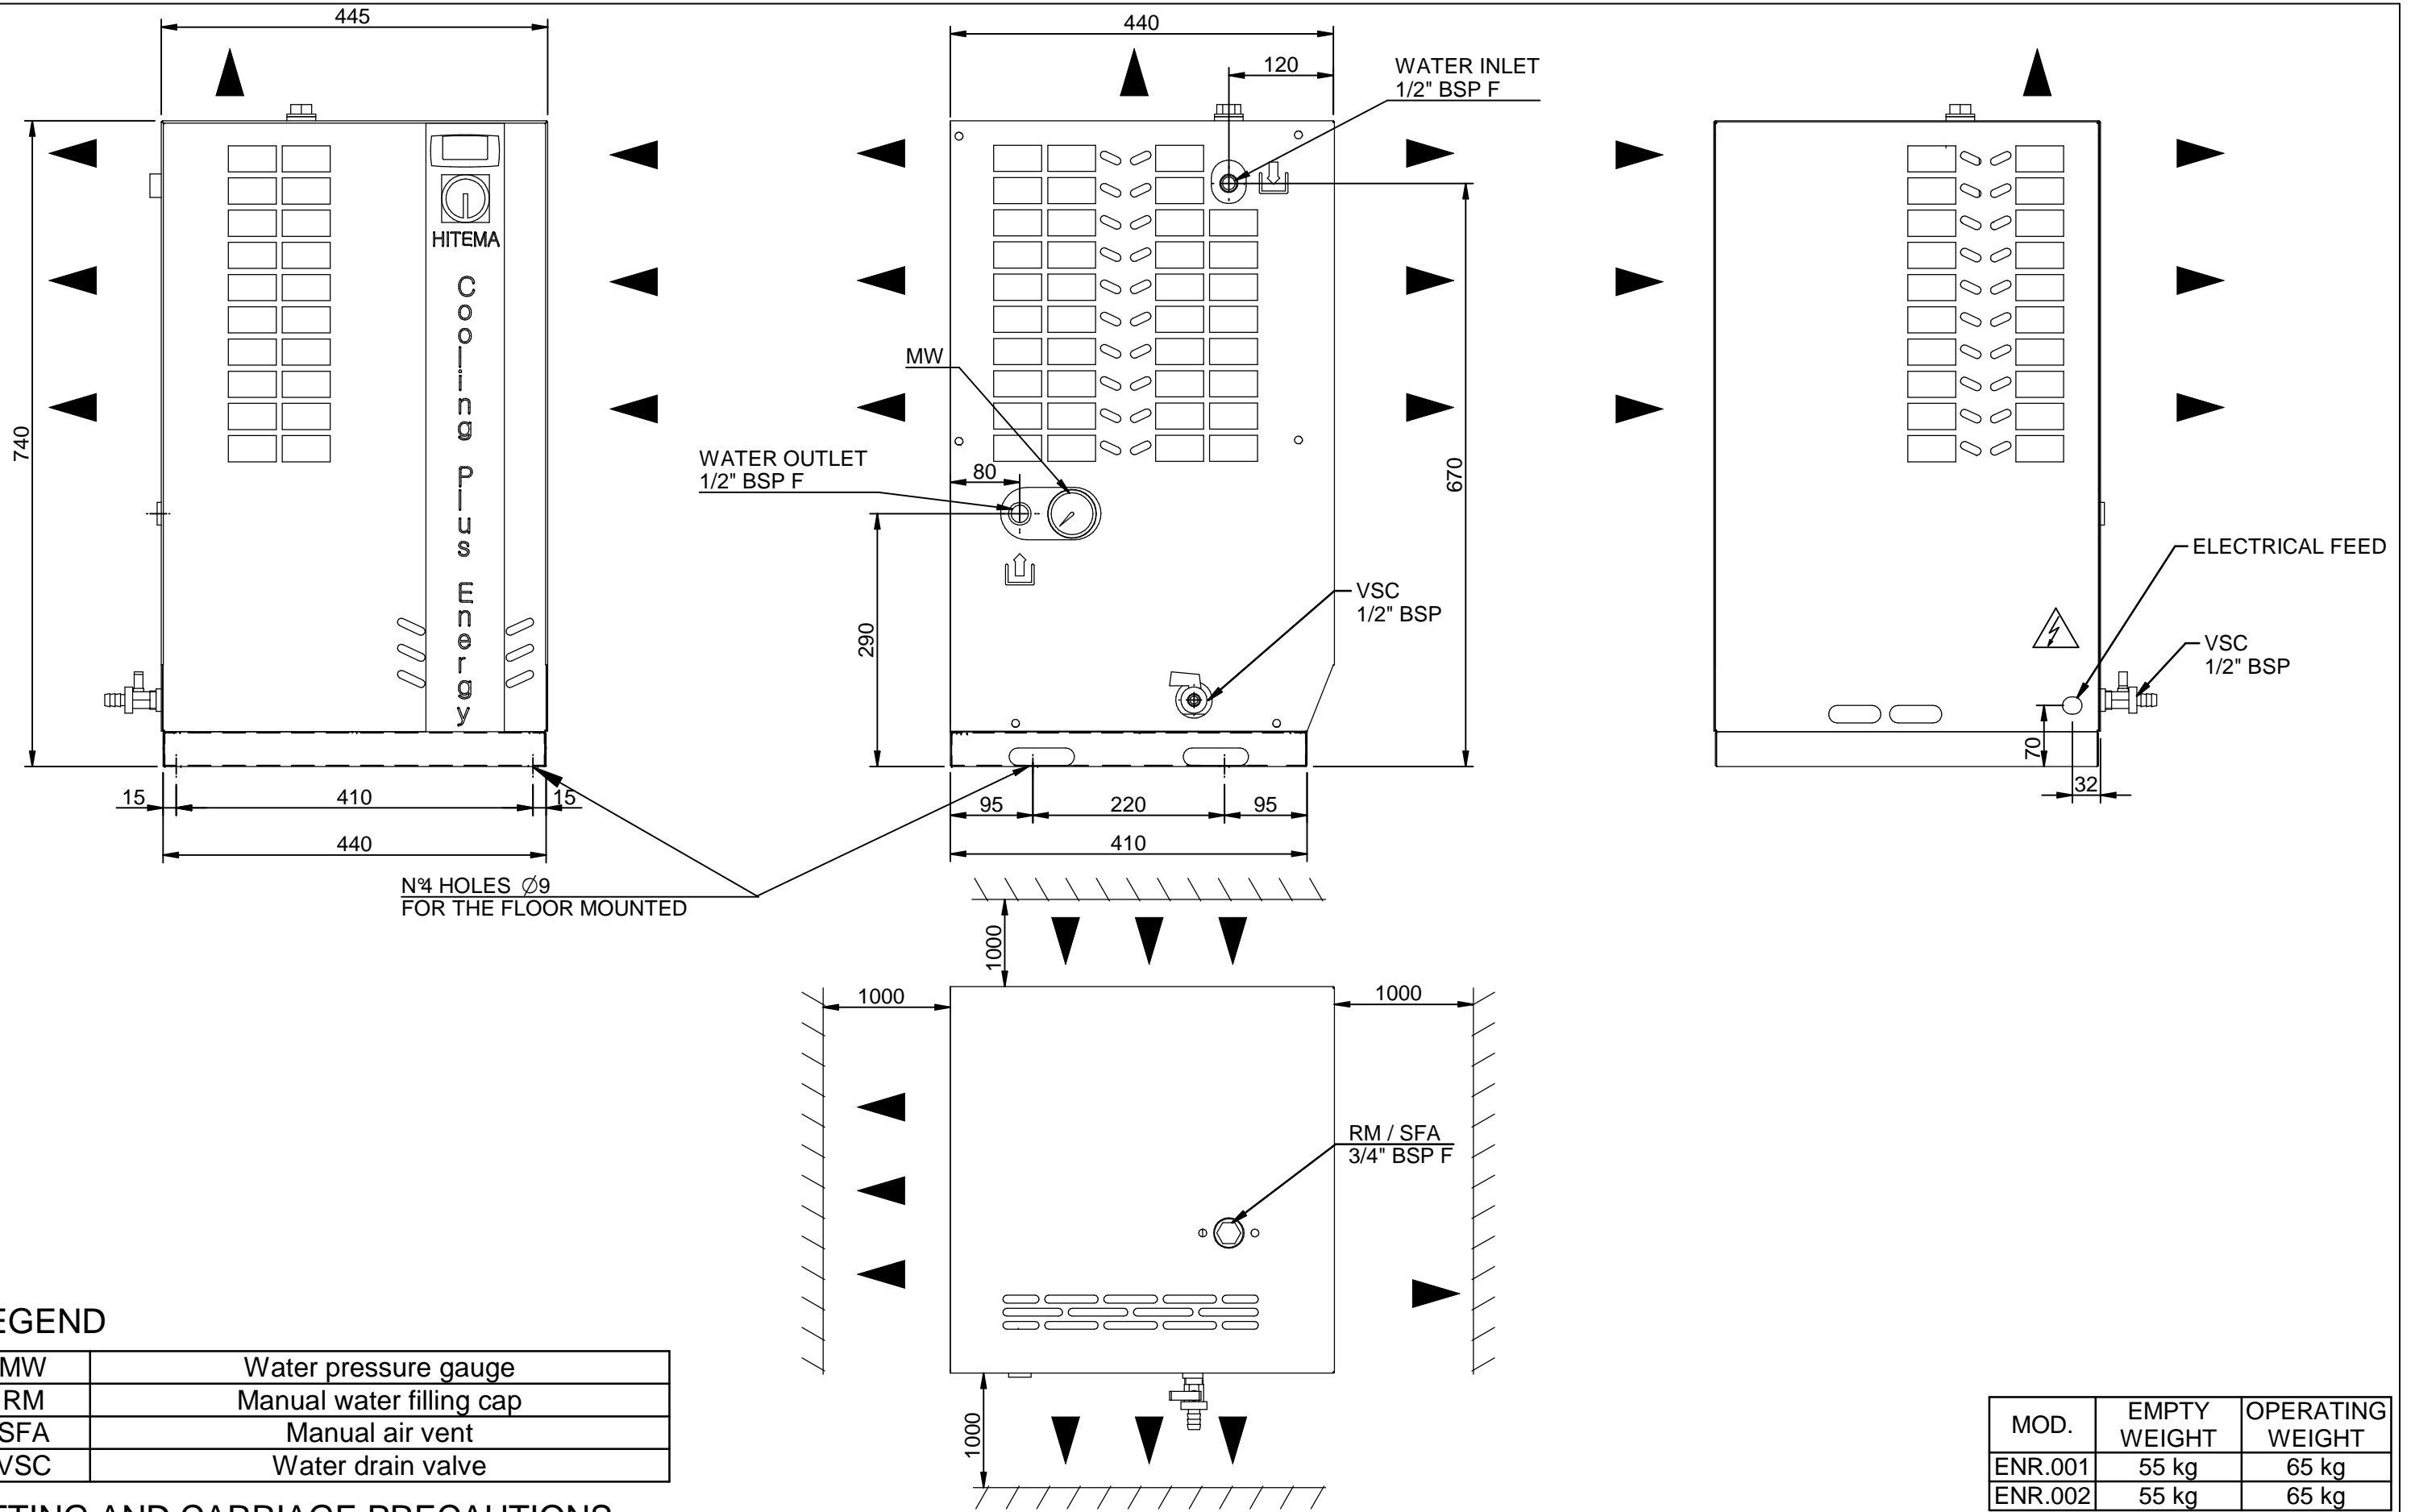 445
440
120
WATER INLET
1/2" BSP F
HITEMA
Cooling Plus Energy
740
MW
WATER OUTLET
1/2" BSP F
80
670
290
VSC
1/2" BSP
ELECTRICAL FEED
VSC
1/2" BSP
70
32
15
410
15
440
95
220
95
410
N°4 HOLES ∅9
FOR THE FLOOR MOUNTED
1000
1000
1000
RM / SFA
3/4" BSP F
1000
EGEND
MW Water pressure gauge
RM Manual water filling cap
SFA Manual air vent
VSC Water drain valve
MOD. EMPTY WEIGHT OPERATING WEIGHT
ENR.001 55 kg 65 kg
ENR.002 55 kg 65 kg
AND CARRIAGE PRECAUTIONS